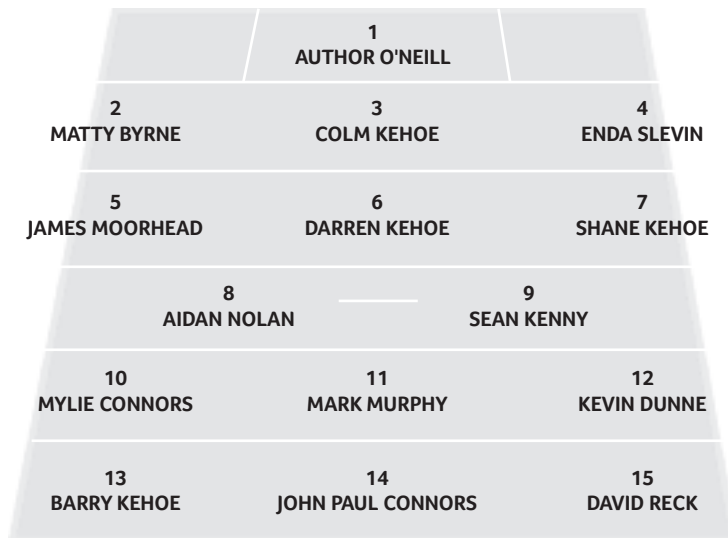 1
AUTHOR O'NEILL
2
MATTY BYRNE
3
COLM KEHOE
4
ENDA SLEVIN
5
JAMES MOORHEAD
6
DARREN KEHOE
7
SHANE KEHOE
8
AIDAN NOLAN
9
SEAN KENNY
10
MYLIE CONNORS
11
MARK MURPHY
12
KEVIN DUNNE
13
BARRY KEHOE
14
JOHN PAUL CONNORS
15
DAVID RECK